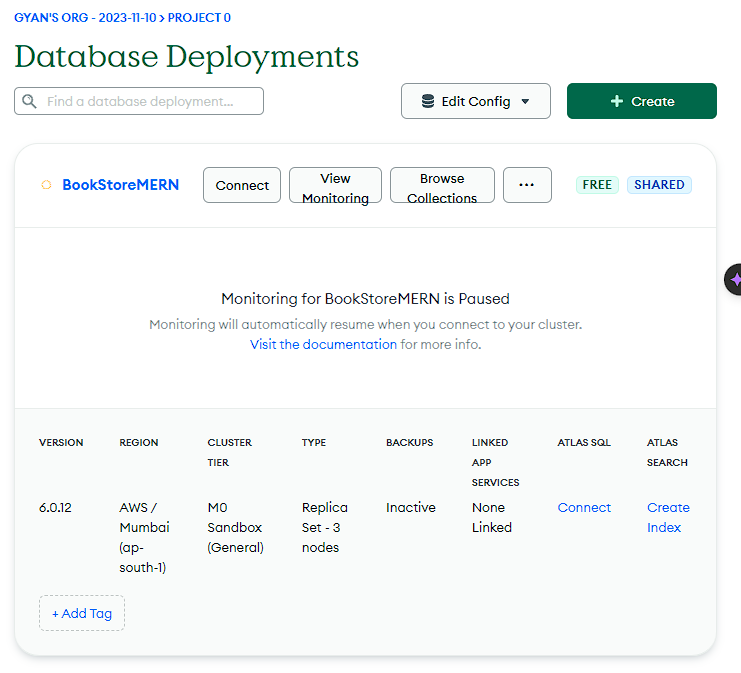 GYAN'S ORG - 2023-11-10 > PROJECT 0
Database Deployments
Find a database deployment...
Edit Config
+ Create
BookStoreMERN
Connect
View
Monitoring
Browse
Collections
...
FREE
SHARED
Monitoring for BookStoreMERN is Paused
Monitoring will automatically resume when you connect to your cluster.
Visit the documentation for more info.
VERSION
REGION
CLUSTER
TIER
TYPE
BACKUPS
LINKED
APP
SERVICES
ATLAS SQL
ATLAS
SEARCH
6.0.12
AWS /
Mumbai
(ap-
south-1)
M0
Sandbox
(General)
Replica
Set - 3
nodes
Inactive
None
Linked
Connect
Create
Index
+ Add Tag